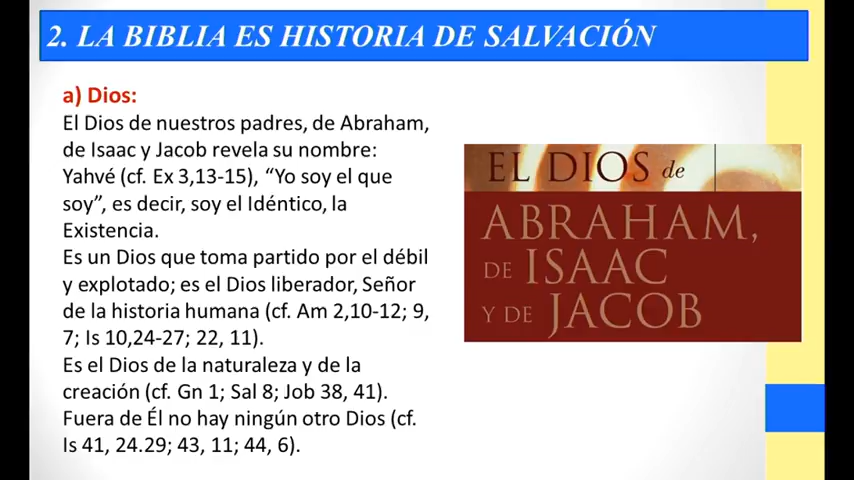 2. LA BIBLIA ES HISTORIA DE SALVACIÓN
a) Dios:
El Dios de nuestros padres, de Abraham,
de Isaac y Jacob revela su nombre:
Yahvé (cf. Ex 3,13-15), “Yo soy el que
soy”, es decir, soy el Idéntico, la
Existencia.
Es un Dios que toma partido por el débil
y explotado; es el Dios liberador, Señor
de la historia humana (cf. Am 2,10-12; 9,
7; Is 10,24-27; 22, 11).
Es el Dios de la naturaleza y de la
creación (cf. Gn 1; Sal 8; Job 38, 41).
Fuera de Él no hay ningún otro Dios (cf.
Is 41, 24.29; 43, 11; 44, 6).
EL DIOS de
ABRAHAM,
DE ISAAC
Y DE JACOB